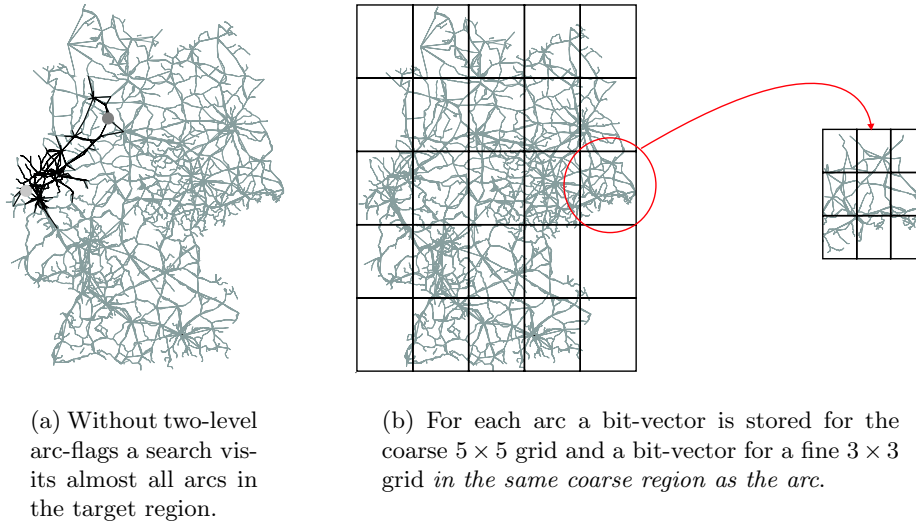 (a) Without two-level
arc-flags a search vis-
its almost all arcs in
the target region.
(b) For each arc a bit-vector is stored for the
coarse 5 × 5 grid and a bit-vector for a fine 3 × 3
grid in the same coarse region as the arc.